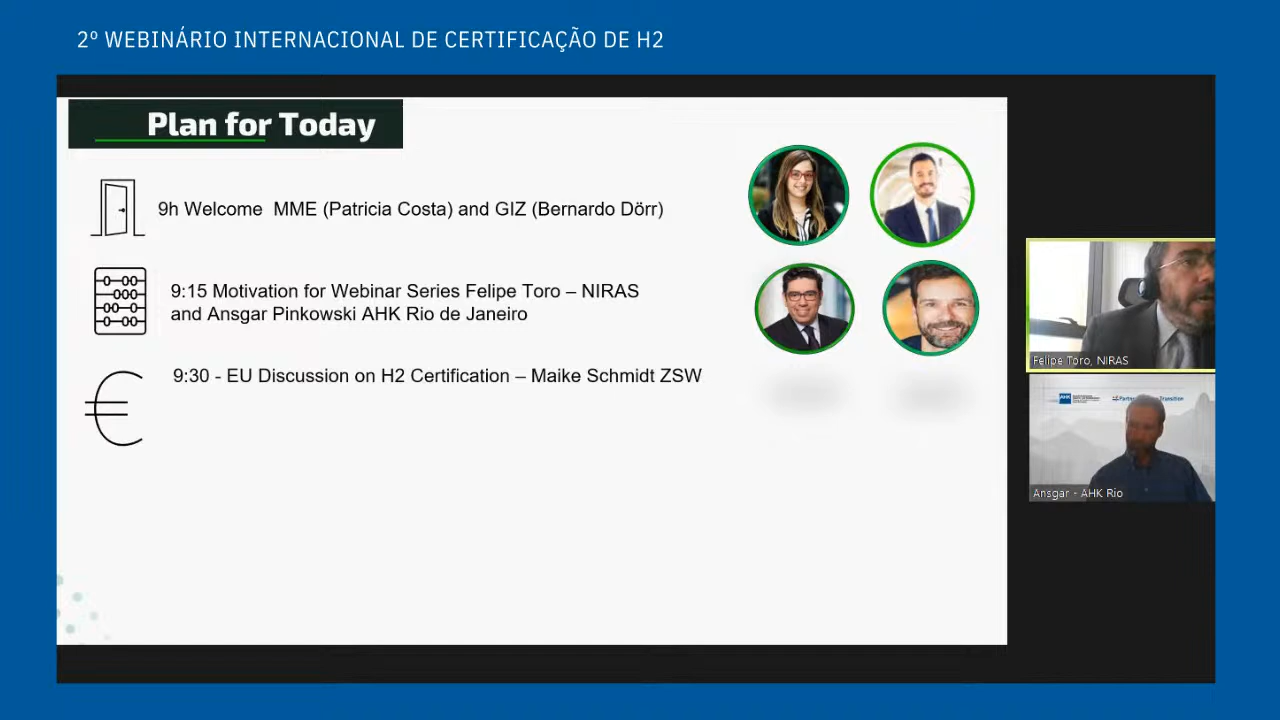 2º WEBINÁRIO INTERNACIONAL DE CERTIFICAÇÃO DE H2
Plan for Today
9h Welcome MME (Patricia Costa) and GIZ (Bernardo Dörr)
9:15 Motivation for Webinar Series Felipe Toro – NIRAS
and Ansgar Pinkowski AHK Rio de Janeiro
9:30 - EU Discussion on H2 Certification – Maike Schmidt ZSW
Felipe Toro, NIRAS
AHK
Ansgar - AHK Rio